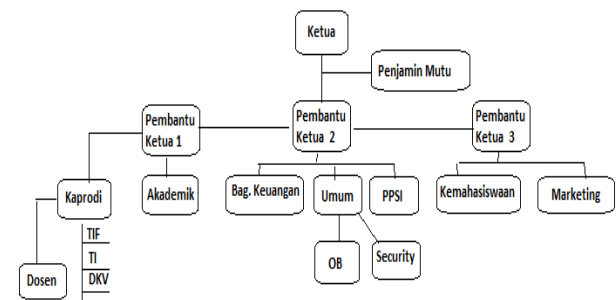 Ketua
Penjamin Mutu
Pembantu
Ketua 1
Pembantu
Ketua 2
Pembantu
Ketua 3
Kaprodi
Akademik
Bag. Keuangan
Umum
PPSI
Kemahasiswaan
Marketing
TIF
TI
DKV
Dosen
OB
Security